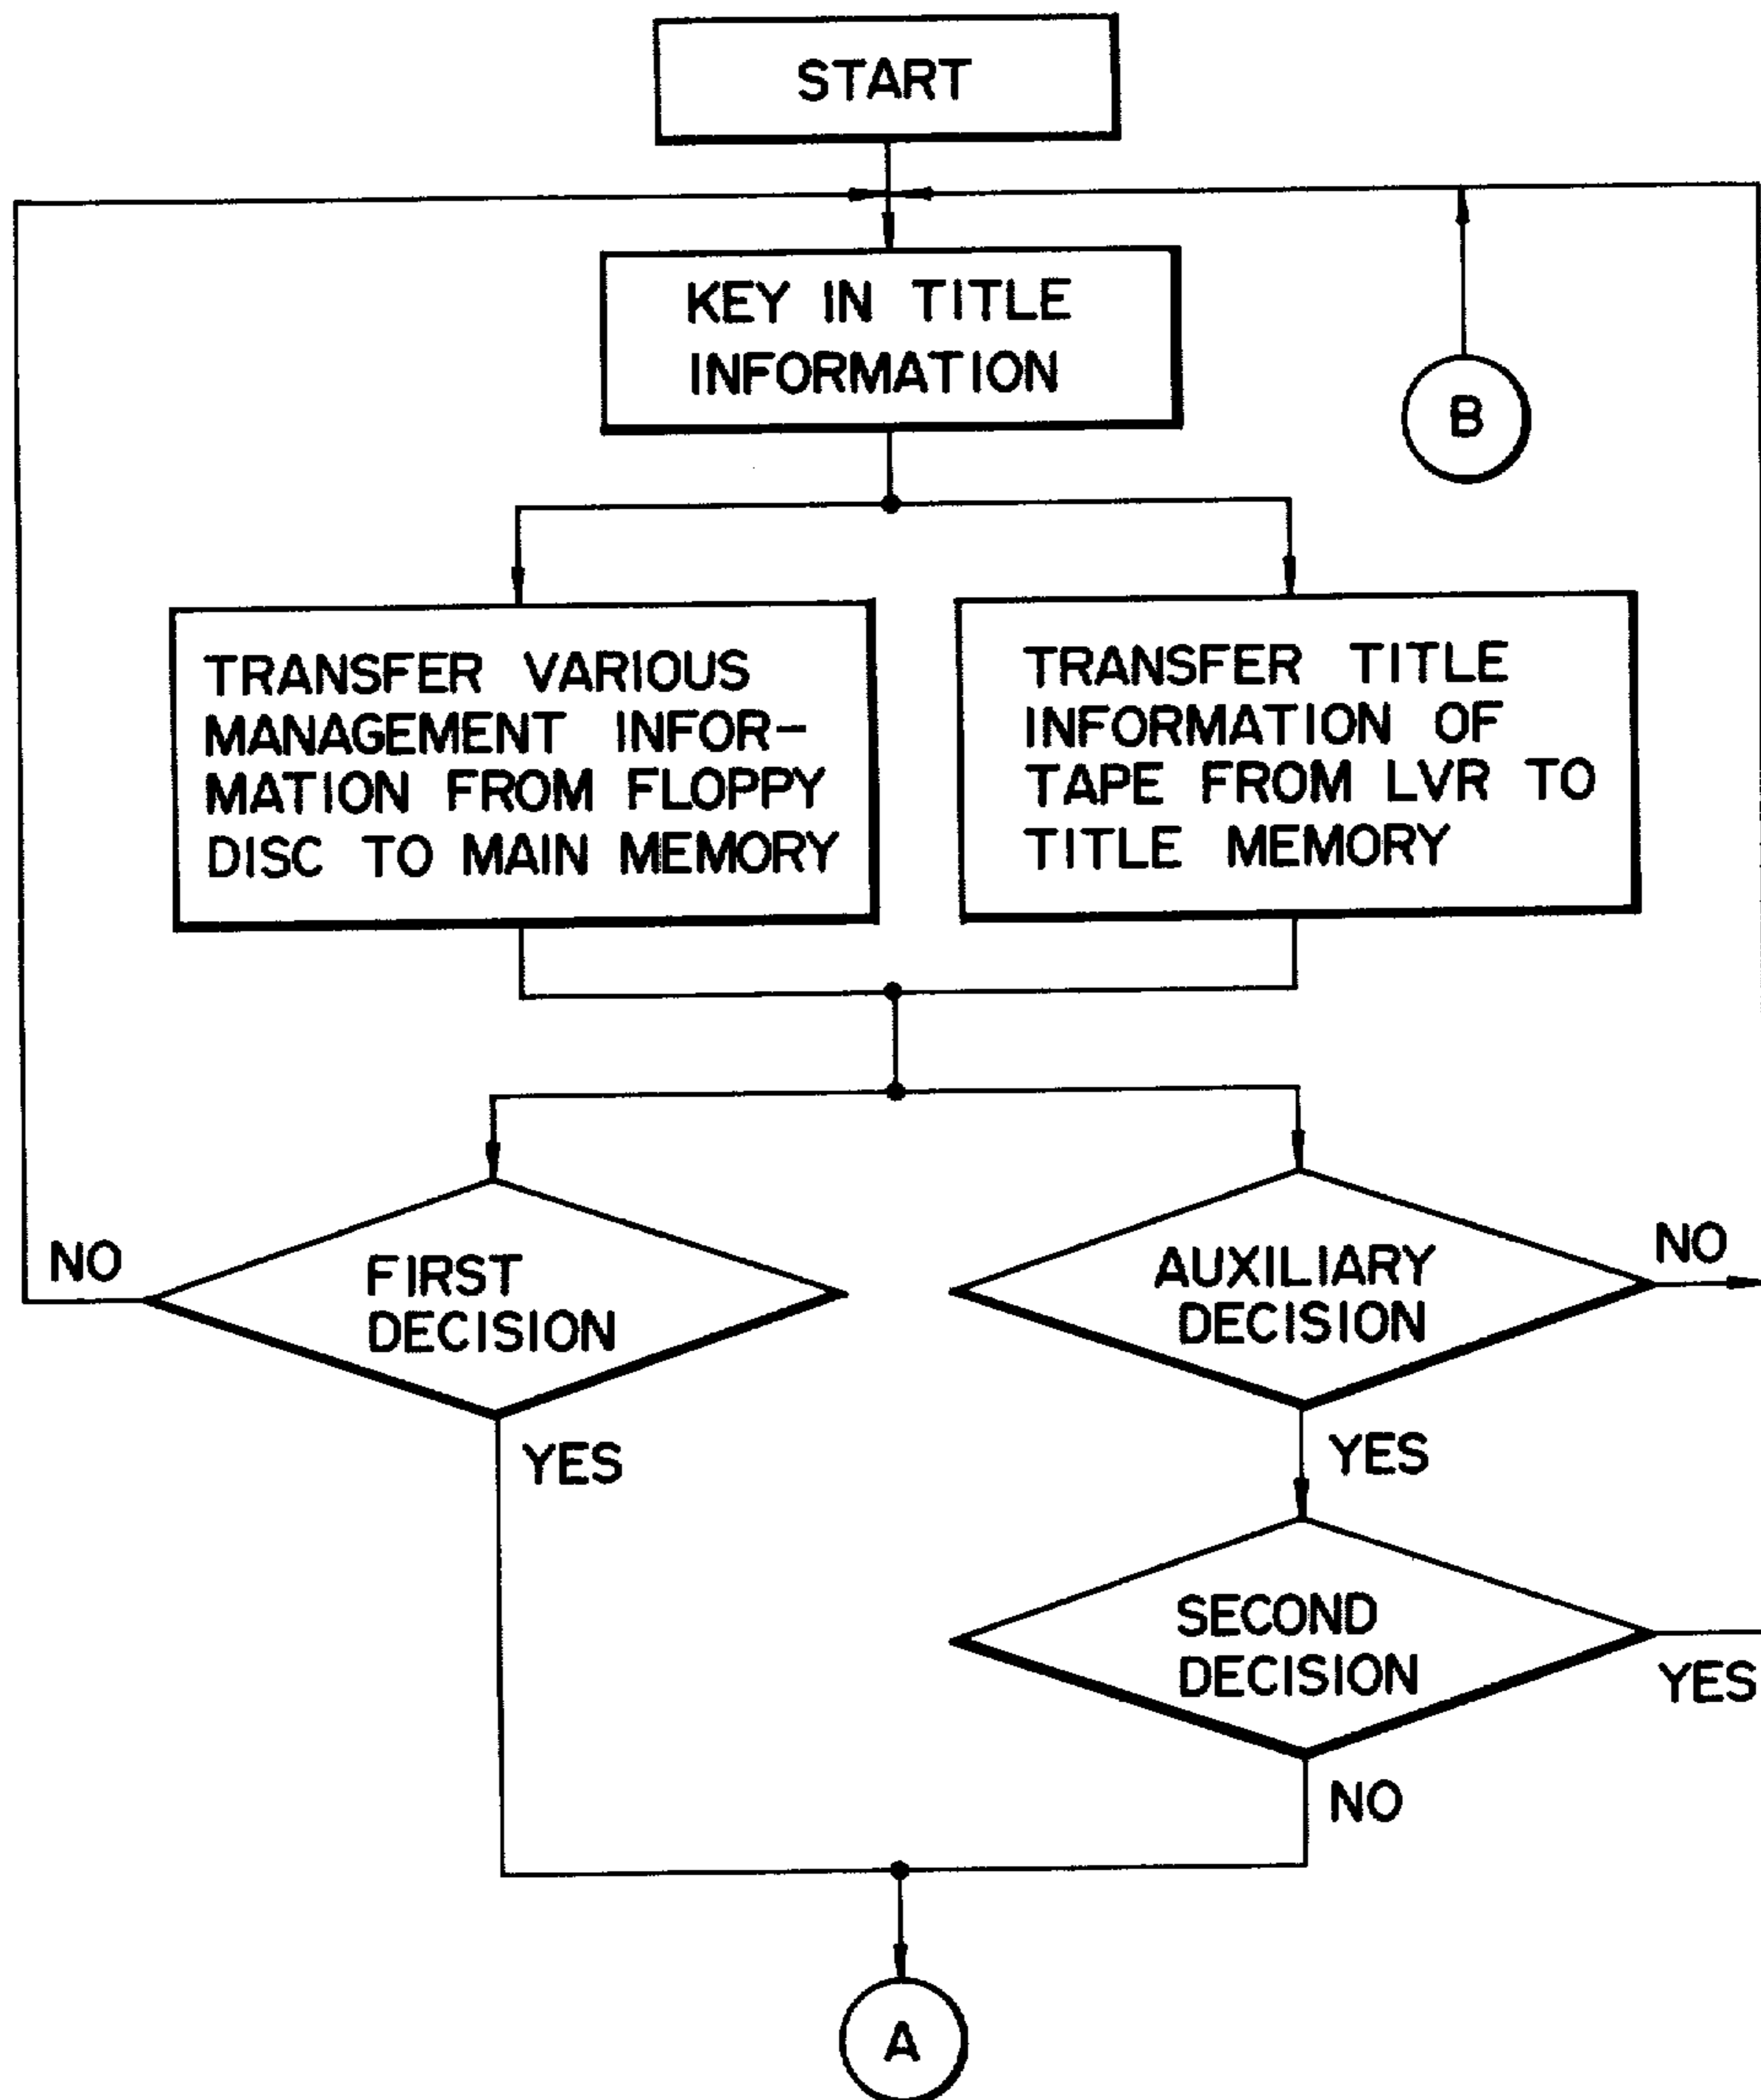 START
KEY IN TITLE
INFORMATION
B
TRANSFER VARIOUS
MANAGEMENT INFOR-
MATION FROM FLOPPY
DISC TO MAIN MEMORY
TRANSFER TITLE
INFORMATION OF
TAPE FROM LVR TO
TITLE MEMORY
NO
FIRST
DECISION
YES
AUXILIARY
DECISION
NO
YES
SECOND
DECISION
YES
NO
A